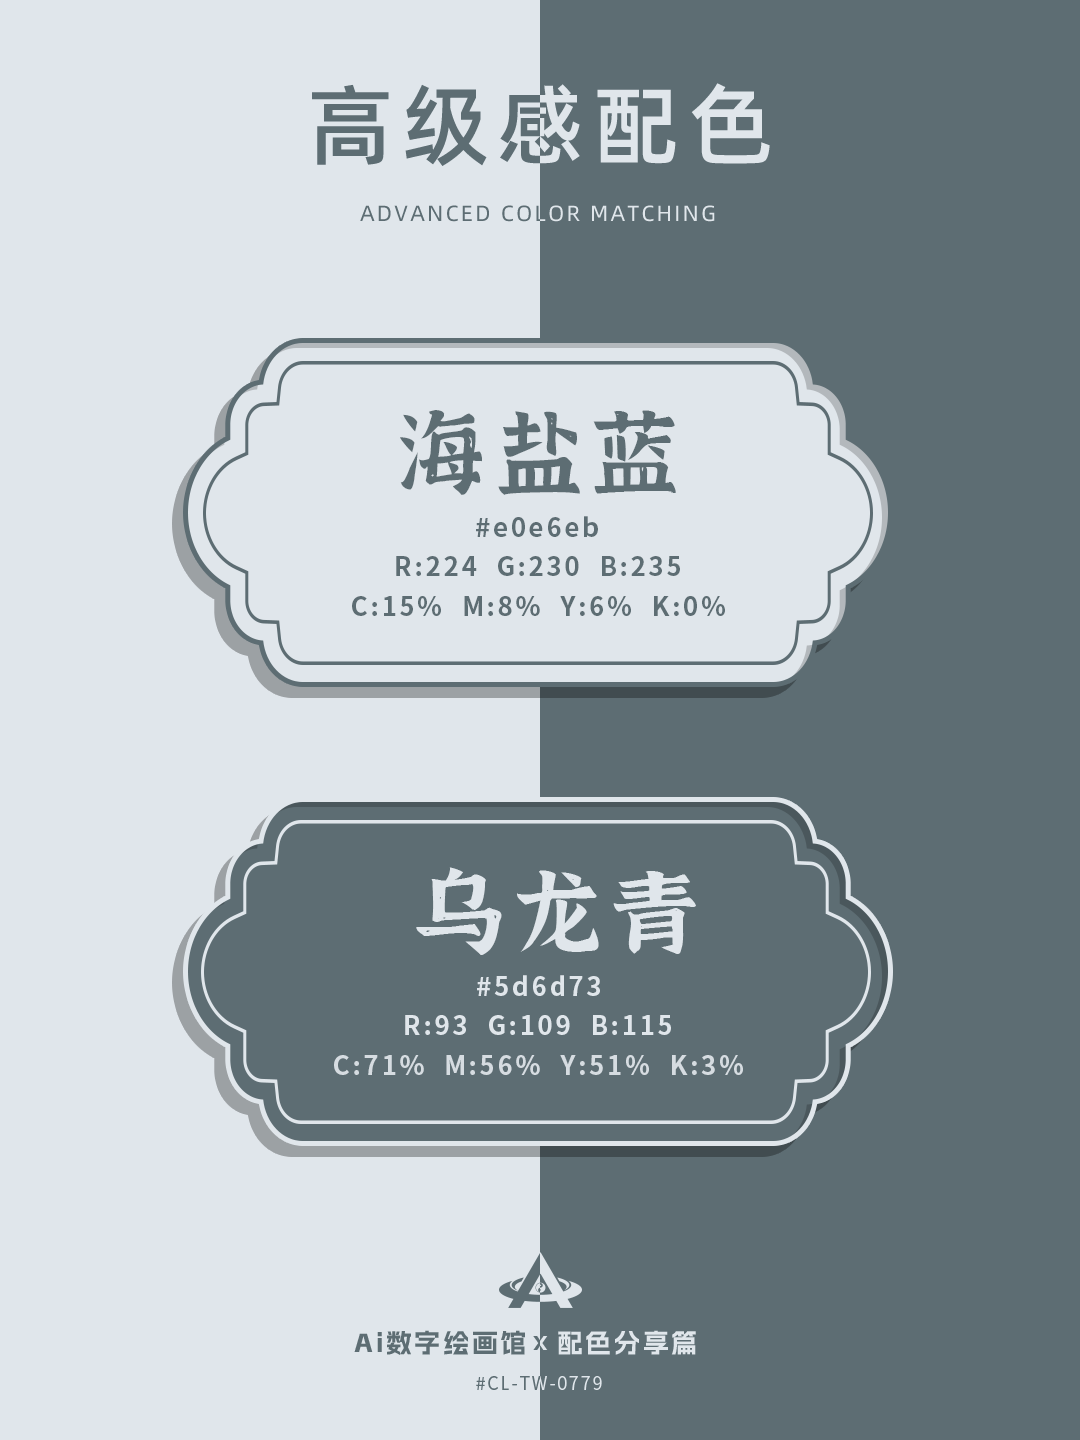 高级感配色
ADVANCED COLOR MATCHING
海盐蓝
#e0e6eb
R:224 G:230 B:235
C:15% M:8% Y:6% K:0%
乌龙青
#5d6d73
R:93 G:109 B:115
C:71% M:56% Y:51% K:3%
Ai数字绘画馆 x 配色分享篇
#CL-TW-0779